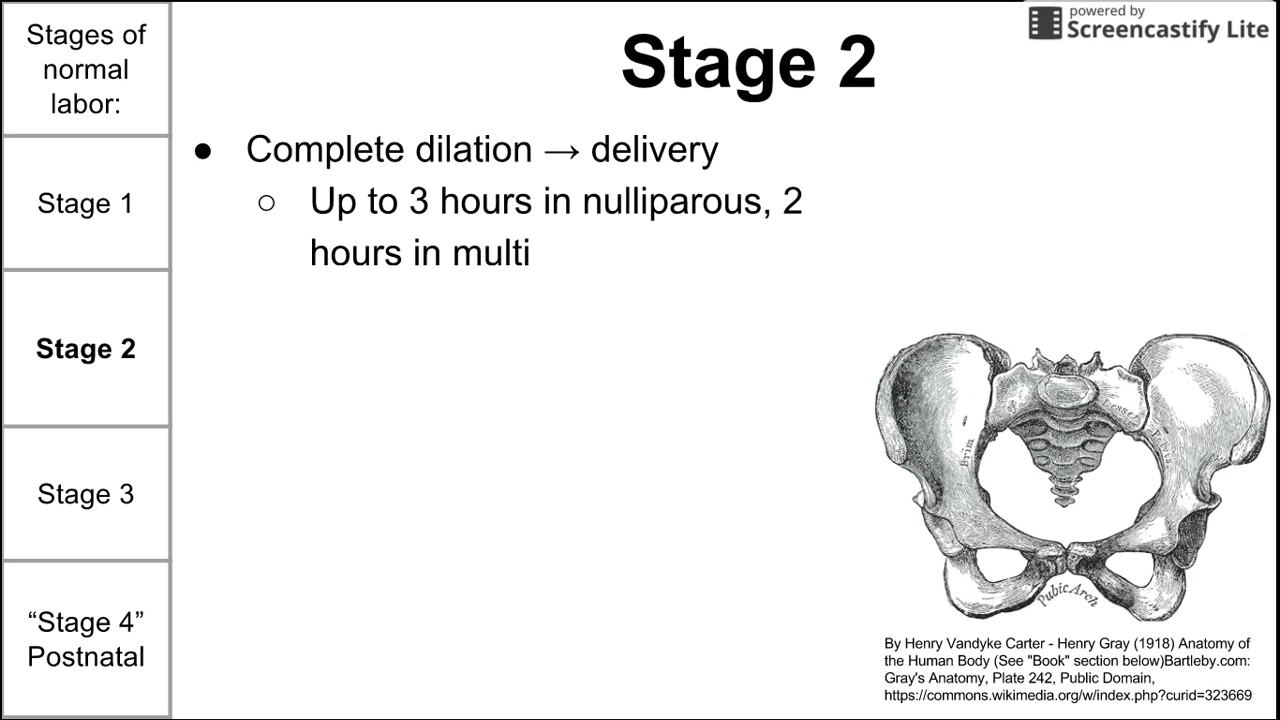 Stages of
normal
labor:
Stage 1
Stage 2
Stage 3
“Stage 4”
Postnatal
powered by
Screencastify Lite
Stage 2
● Complete dilation → delivery
○ Up to 3 hours in nulliparous, 2
hours in multi
Brim
Pubic Arch
By Henry Vandyke Carter - Henry Gray (1918) Anatomy of
the Human Body (See "Book" section below)Bartleby.com:
Gray's Anatomy, Plate 242, Public Domain,
https://commons.wikimedia.org/w/index.php?curid=323669